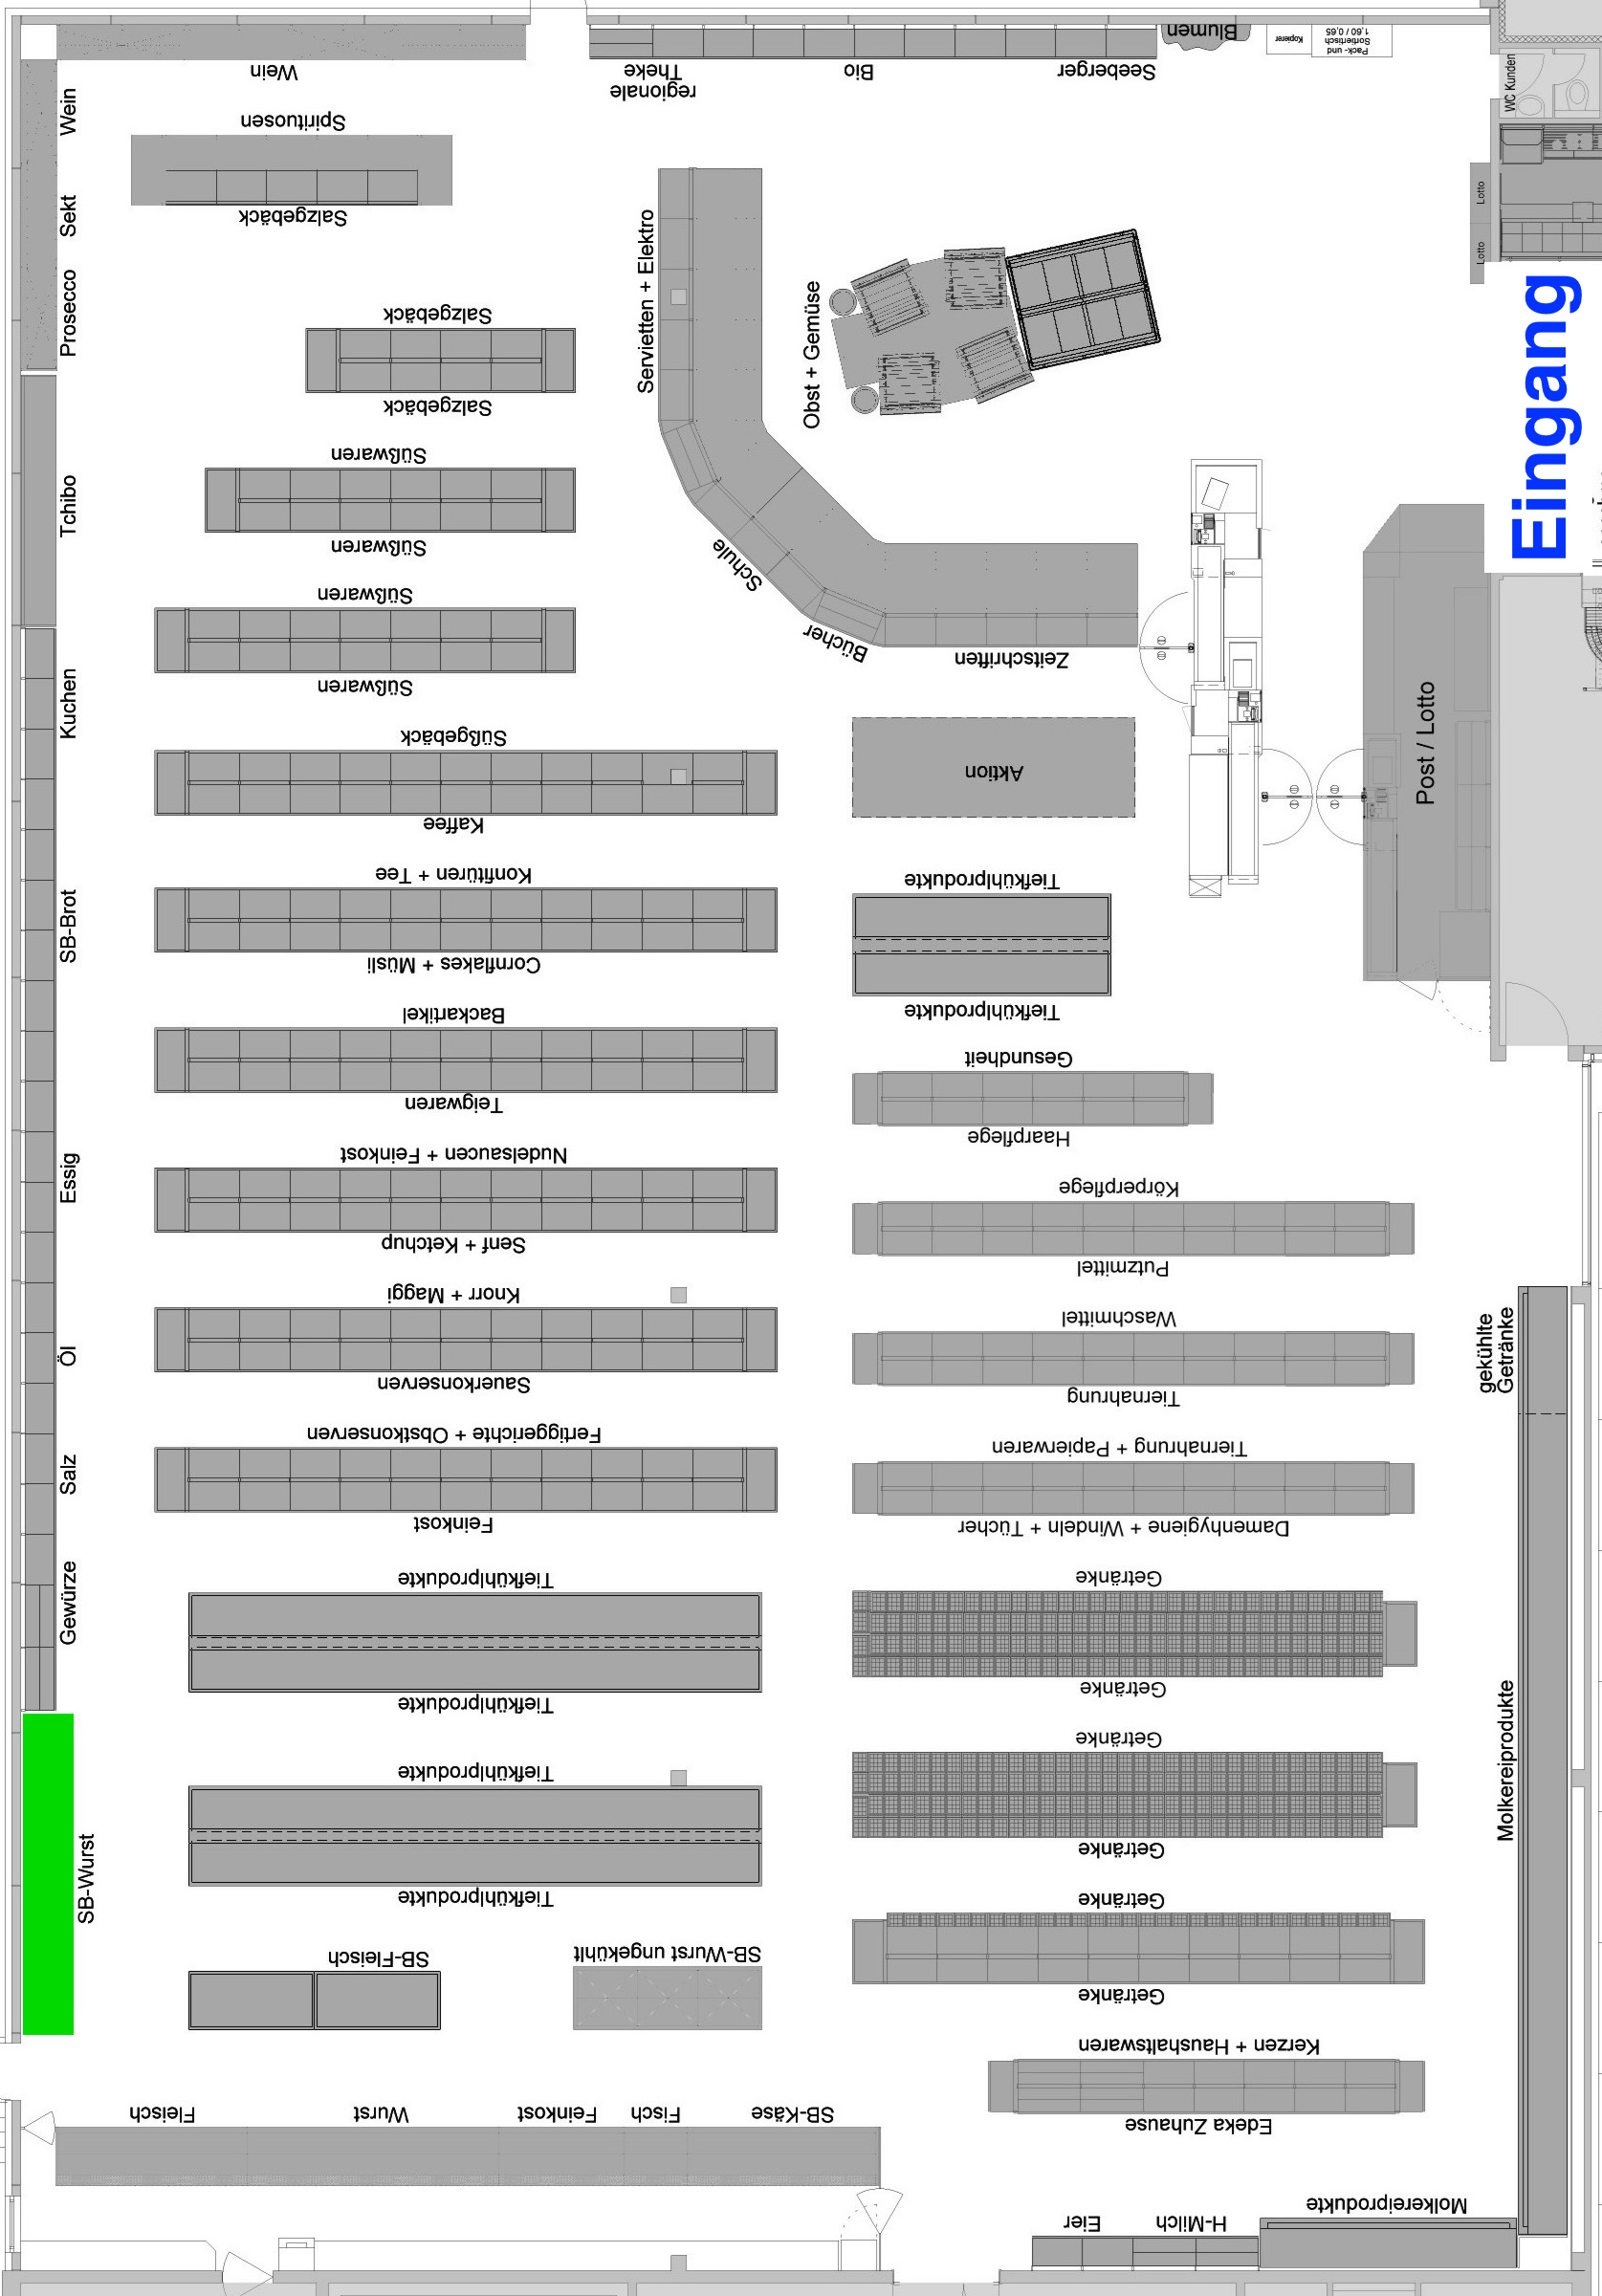 Wein
regionale
Theke
Bio
Seeberger
Blumen
Kopierer
Pack- und
Sortiertisch
1,60 / 0,65
WC Kunden
Wein
Spirituosen
Salzgebäck
Sekt
Lotto
Lotto
Prosecco
Salzgebäck
Salzgebäck
Servietten + Elektro
Obst + Gemüse
Eingang
Tchibo
Süßwaren
Süßwaren
Schule
Bücher
Zeitschriften
Süßwaren
Süßwaren
Kuchen
Süßgebäck
Kaffee
Aktion
Post / Lotto
SB-Brot
Konfitüren + Tee
Cornflakes + Müsli
Tiefkühlprodukte
Tiefkühlprodukte
Backartikel
Teigwaren
Gesundheit
Haarpflege
Essig
Nudelsaucen + Feinkost
Senf + Ketchup
Körperpflege
Putzmittel
Öl
Knorr + Maggi
Sauerkonserven
Waschmittel
Tiernahrung
gekühlte
Getränke
Salz
Fertiggerichte + Obstkonserven
Feinkost
Tiernahrung + Papierwaren
Damenhygiene + Windeln + Tücher
Gewürze
Tiefkühlprodukte
Tiefkühlprodukte
Getränke
Getränke
Molkereiprodukte
SB-Wurst
Tiefkühlprodukte
Tiefkühlprodukte
Getränke
Getränke
SB-Fleisch
SB-Wurst ungekühlt
Getränke
Getränke
Kerzen + Haushaltswaren
Edeka Zuhause
Fleisch
Wurst
Feinkost
Fisch
SB-Käse
Eier
H-Milch
Molkereiprodukte